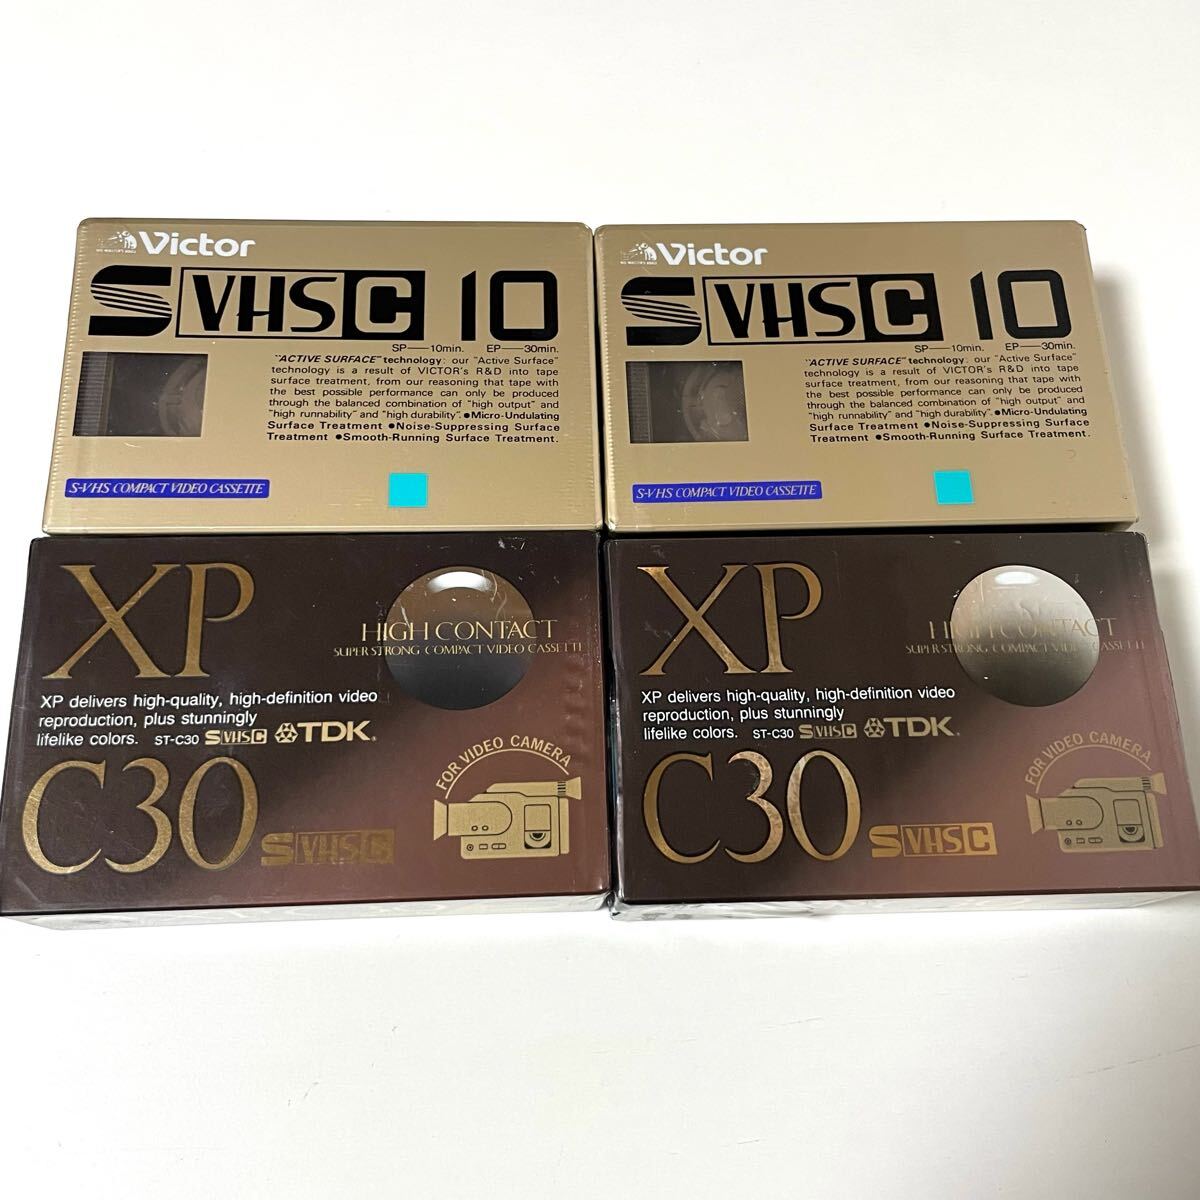 Victor
S VHS C 10
SP—10min. EP—30min.
"ACTIVE SURFACE" technology: our "Active Surface"
technology is a result of VICTOR's R&D into tape
surface treatment, from our reasoning that tape with
the best possible performance can only be produced
through the balanced combination of "high output" and
"high runnability" and "high durability". ●Micro-Undulating
Surface Treatment ●Noise-Suppressing Surface
Treatment ●Smooth-Running Surface Treatment.
S-VHS COMPACT VIDEO CASSETTE
Victor
S VHS C 10
SP—10min. EP—30min.
"ACTIVE SURFACE" technology: our "Active Surface"
technology is a result of VICTOR's R&D into tape
surface treatment, from our reasoning that tape with
the best possible performance can only be produced
through the balanced combination of "high output" and
"high runnability" and "high durability". ●Micro-Undulating
Surface Treatment ●Noise-Suppressing Surface
Treatment ●Smooth-Running Surface Treatment.
S-VHS COMPACT VIDEO CASSETTE
XP
HIGH CONTACT
SUPER STRONG COMPACT VIDEO CASSETTE
XP delivers high-quality, high-definition video
reproduction, plus stunningly
lifelike colors. ST-C30 S VHS C TDK®
FOR VIDEO CAMERA
C30 S VHS C
XP
HIGH CONTACT
SUPER STRONG COMPACT VIDEO CASSETTE
XP delivers high-quality, high-definition video
reproduction, plus stunningly
lifelike colors. ST-C30 S VHS C TDK®
FOR VIDEO CAMERA
C30 S VHS C